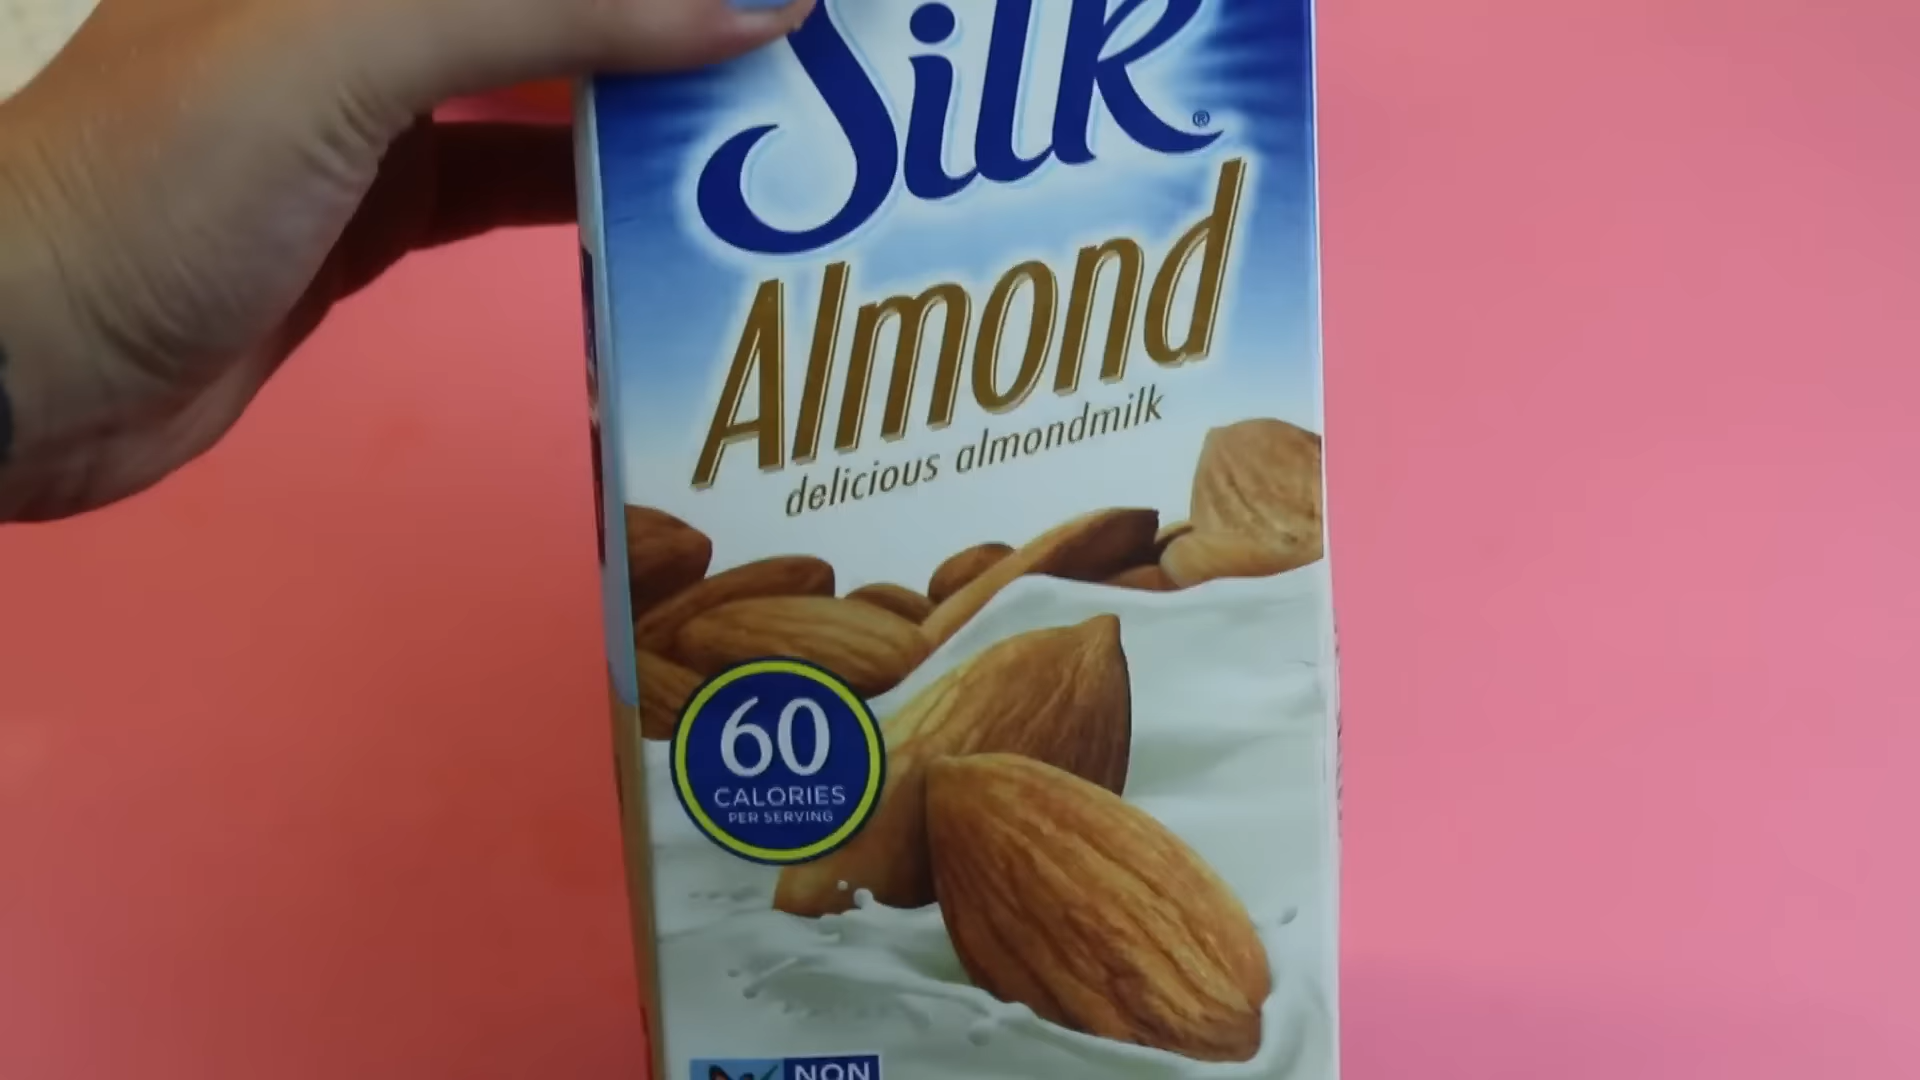 Silk®
Almond
delicious almondmilk
60
CALORIES
PER SERVING
NON